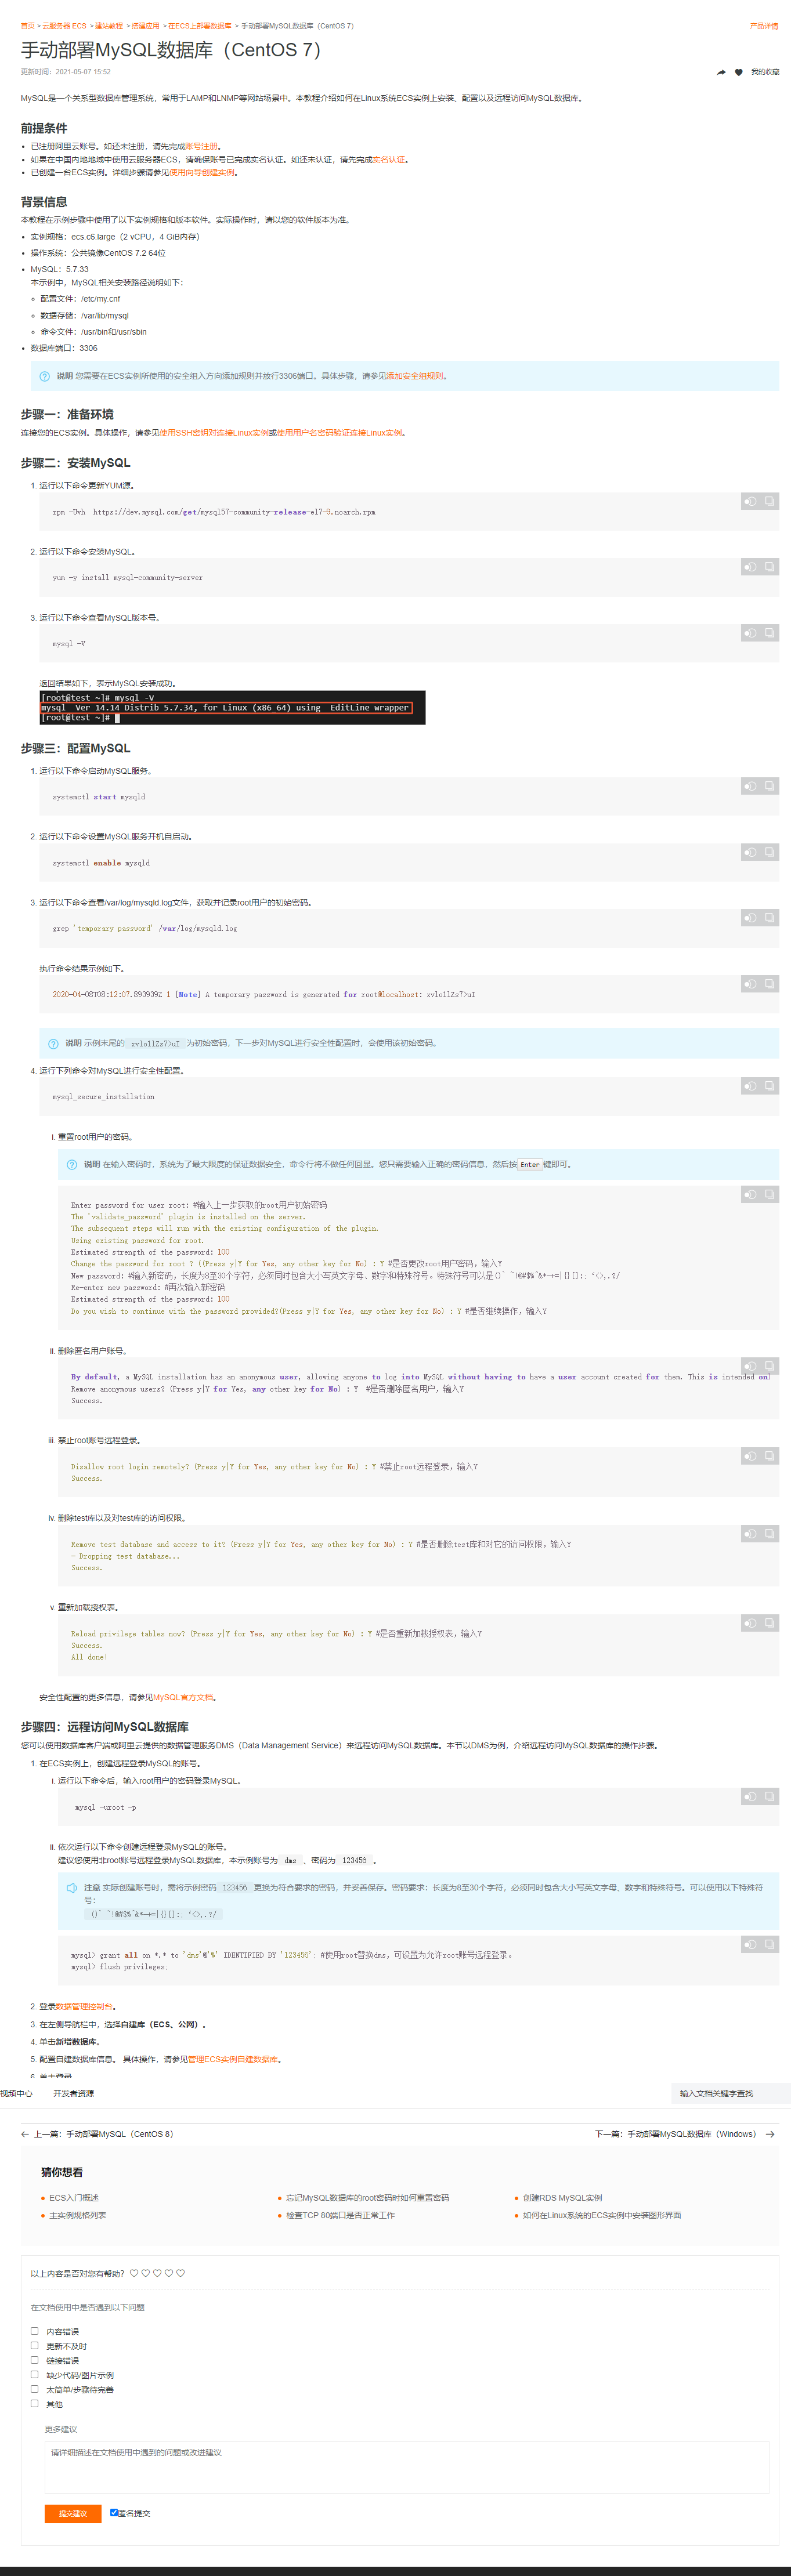 首页 > 云服务器 ECS > 建站教程 > 搭建应用 > 在ECS上部署数据库 > 手动部署MySQL数据库（CentOS 7）
产品详情
手动部署MySQL数据库（CentOS 7）
更新时间：2021-05-07 15:52
我的收藏
MySQL是一个关系型数据库管理系统，常用于LAMP和LNMP等网站场景中。本教程介绍如何在Linux系统ECS实例上安装、配置以及远程访问MySQL数据库。
前提条件
已注册阿里云账号。如还未注册，请先完成账号注册。
如果在中国内地地域中使用云服务器ECS，请确保账号已完成实名认证。如还未认证，请先完成实名认证。
已创建一台ECS实例。详细步骤请参见使用向导创建实例。
背景信息
本教程在示例步骤中使用了以下实例规格和版本软件。实际操作时，请以您的软件版本为准。
实例规格：ecs.c6.large（2 vCPU，4 GiB内存）
操作系统：公共镜像CentOS 7.2 64位
MySQL：5.7.33
本示例中，MySQL相关安装路径说明如下：
配置文件：/etc/my.cnf
数据存储：/var/lib/mysql
命令文件：/usr/bin和/usr/sbin
数据库端口：3306
说明 您需要在ECS实例所使用的安全组入方向添加规则并放行3306端口。具体步骤，请参见添加安全组规则。
步骤一：准备环境
连接您的ECS实例。具体操作，请参见使用SSH密钥对连接Linux实例或使用用户名密码验证连接Linux实例。
步骤二：安装MySQL
1. 运行以下命令更新YUM源。
rpm -Uvh  https://dev.mysql.com/get/mysql57-community-release-el7-9.noarch.rpm
2. 运行以下命令安装MySQL。
yum -y install mysql-community-server
3. 运行以下命令查看MySQL版本号。
mysql -V
返回结果如下，表示MySQL安装成功。
[root@test ~]# mysql -V
mysql  Ver 14.14 Distrib 5.7.34, for Linux (x86_64) using  EditLine wrapper
[root@test ~]#
步骤三：配置MySQL
1. 运行以下命令启动MySQL服务。
systemctl start mysqld
2. 运行以下命令设置MySQL服务开机自启动。
systemctl enable mysqld
3. 运行以下命令查看/var/log/mysqld.log文件，获取并记录root用户的初始密码。
grep 'temporary password' /var/log/mysqld.log
执行命令结果示例如下。
2020-04-08T08:12:07.893939Z 1 [Note] A temporary password is generated for root@localhost: xvlo1lZs7>uI
说明 示例末尾的 xvlo1lZs7>uI 为初始密码，下一步对MySQL进行安全性配置时，会使用该初始密码。
4. 运行下列命令对MySQL进行安全性配置。
mysql_secure_installation
i. 重置root用户的密码。
说明 在输入密码时，系统为了最大限度的保证数据安全，命令行将不做任何回显。您只需要输入正确的密码信息，然后按Enter键即可。
Enter password for user root: #输入上一步获取的root用户初始密码
The 'validate_password' plugin is installed on the server.
The subsequent steps will run with the existing configuration of the plugin.
Using existing password for root.
Estimated strength of the password: 100
Change the password for root ? ((Press y|Y for Yes, any other key for No) : Y #是否更改root用户密码，输入Y
New password: #输入新密码，长度为8至30个字符，必须同时包含大小写英文字母、数字和特殊符号。特殊符号可以是()` ~!@#$%^&*-+=|{}[]:;‘<>,.?/
Re-enter new password: #再次输入新密码
Estimated strength of the password: 100
Do you wish to continue with the password provided?(Press y|Y for Yes, any other key for No) : Y #是否继续操作，输入Y
ii. 删除匿名用户账号。
By default, a MySQL installation has an anonymous user, allowing anyone to log into MySQL without having to have a user account created for them. This is intended onl
Remove anonymous users? (Press y|Y for Yes, any other key for No) : Y  #是否删除匿名用户，输入Y
Success.
iii. 禁止root账号远程登录。
Disallow root login remotely? (Press y|Y for Yes, any other key for No) : Y #禁止root远程登录，输入Y
Success.
iv. 删除test库以及对test库的访问权限。
Remove test database and access to it? (Press y|Y for Yes, any other key for No) : Y #是否删除test库和对它的访问权限，输入Y
- Dropping test database...
Success.
v. 重新加载授权表。
Reload privilege tables now? (Press y|Y for Yes, any other key for No) : Y #是否重新加载授权表，输入Y
Success.
All done!
安全性配置的更多信息，请参见MySQL官方文档。
步骤四：远程访问MySQL数据库
您可以使用数据库客户端或阿里云提供的数据管理服务DMS（Data Management Service）来远程访问MySQL数据库。本节以DMS为例，介绍远程访问MySQL数据库的操作步骤。
1. 在ECS实例上，创建远程登录MySQL的账号。
i. 运行以下命令后，输入root用户的密码登录MySQL。
mysql -uroot -p
ii. 依次运行以下命令创建远程登录MySQL的账号。
建议您使用非root账号远程登录MySQL数据库，本示例账号为 dms 、密码为 123456 。
注意 实际创建账号时，需将示例密码 123456 更换为符合要求的密码，并妥善保存。密码要求：长度为8至30个字符，必须同时包含大小写英文字母、数字和特殊符号。可以使用以下特殊符
号：
()` ~!@#$%^&*-+=|{}[]:;‘<>,.?/
mysql> grant all on *.* to 'dms'@'%' IDENTIFIED BY '123456'; #使用root替换dms，可设置为允许root账号远程登录。
mysql> flush privileges;
2. 登录数据管理控制台。
3. 在左侧导航栏中，选择自建库（ECS、公网）。
4. 单击新增数据库。
5. 配置自建数据库信息。 具体操作，请参见管理ECS实例自建数据库。
6. 单击登录
视频中心
开发者资源
输入文档关键字查找
上一篇：手动部署MySQL（CentOS 8）
下一篇：手动部署MySQL数据库（Windows）
猜你想看
ECS入门概述
忘记MySQL数据库的root密码时如何重置密码
创建RDS MySQL实例
主实例规格列表
检查TCP 80端口是否正常工作
如何在Linux系统的ECS实例中安装图形界面
以上内容是否对您有帮助？
在文档使用中是否遇到以下问题
内容错误
更新不及时
链接错误
缺少代码/图片示例
太简单/步骤待完善
其他
更多建议
请详细描述在文档使用中遇到的问题或改进建议
提交建议
匿名提交